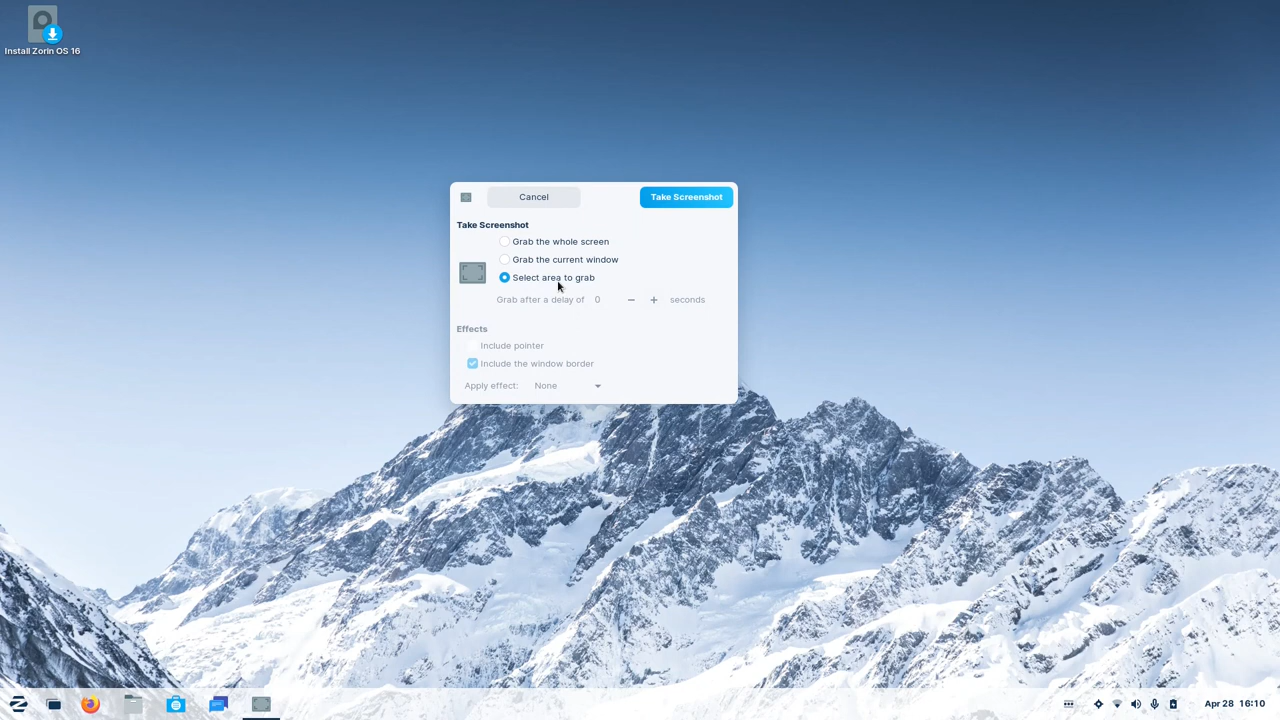 Install Zorin OS 16
Cancel
Take Screenshot
Take Screenshot
Grab the whole screen
Grab the current window
Select area to grab
Grab after a delay of 0 − + seconds
Effects
Include pointer
Include the window border
Apply effect: None
Apr 28 16:10